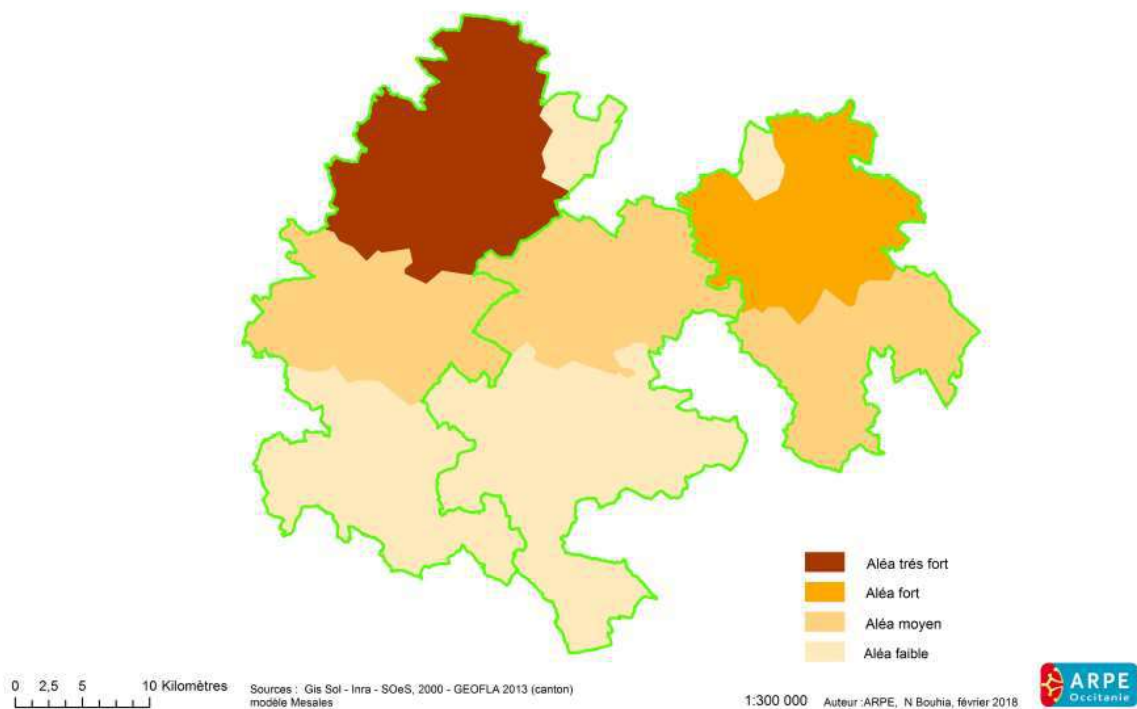 Aléa trés fort
Aléa fort
Aléa moyen
Aléa faible
0 2,5 5 10 Kilomètres
Sources : Gis Sol - Inra - SOeS, 2000 - GEOFLA 2013 (canton)
modèle Mesales
1:300 000
Auteur :ARPE, N Bouhia, février 2018
ARPE
Occitanie